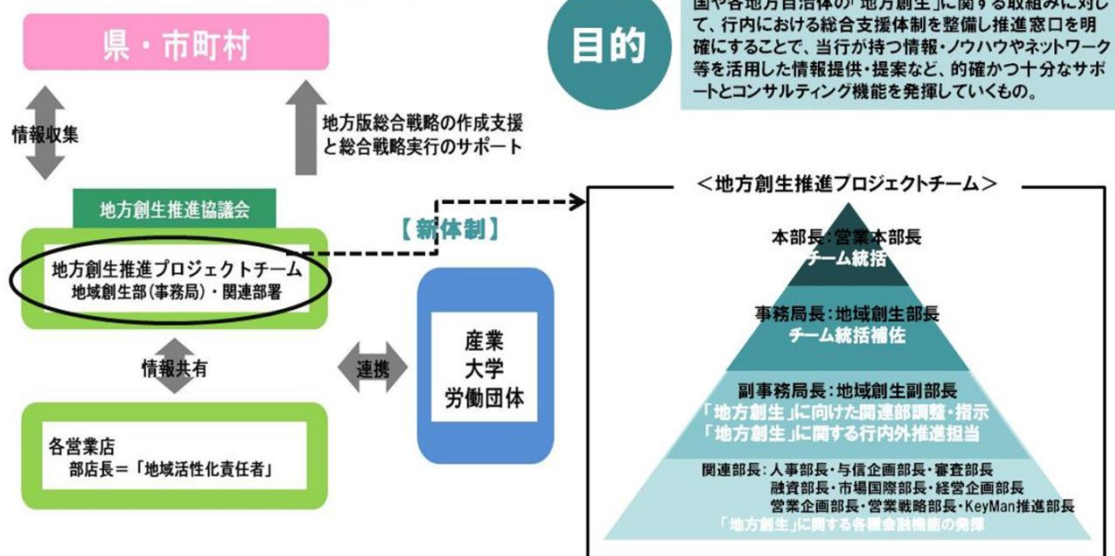 県・市町村
目的
国や各地方自治体の「地方創生」に関する取組みに対し
て、行内における総合支援体制を整備し推進窓口を明
確にすることで、当行が持つ情報・ノウハウやネットワーク
等を活用した情報提供・提案など、的確かつ十分なサポ
ートとコンサルティング機能を発揮していくもの。
情報収集
地方版総合戦略の作成支援
と総合戦略実行のサポート
地方創生推進協議会
【新体制】
地方創生推進プロジェクトチーム
地域創生部(事務局)・関連部署
情報共有
連携
産業
大学
労働団体
各営業店
部店長＝「地域活性化責任者」
＜地方創生推進プロジェクトチーム＞
本部長：営業本部長
チーム統括
事務局長：地域創生部長
チーム統括補佐
副事務局長：地域創生副部長
「地方創生」に向けた関連部調整・指示
「地方創生」に関する行内外推進担当
関連部長：人事部長・与信企画部長・審査部長
融資部長・市場国際部長・経営企画部長
営業企画部長・営業戦略部長・KeyMan推進部長
「地方創生」に関する各種金融機能の発揮